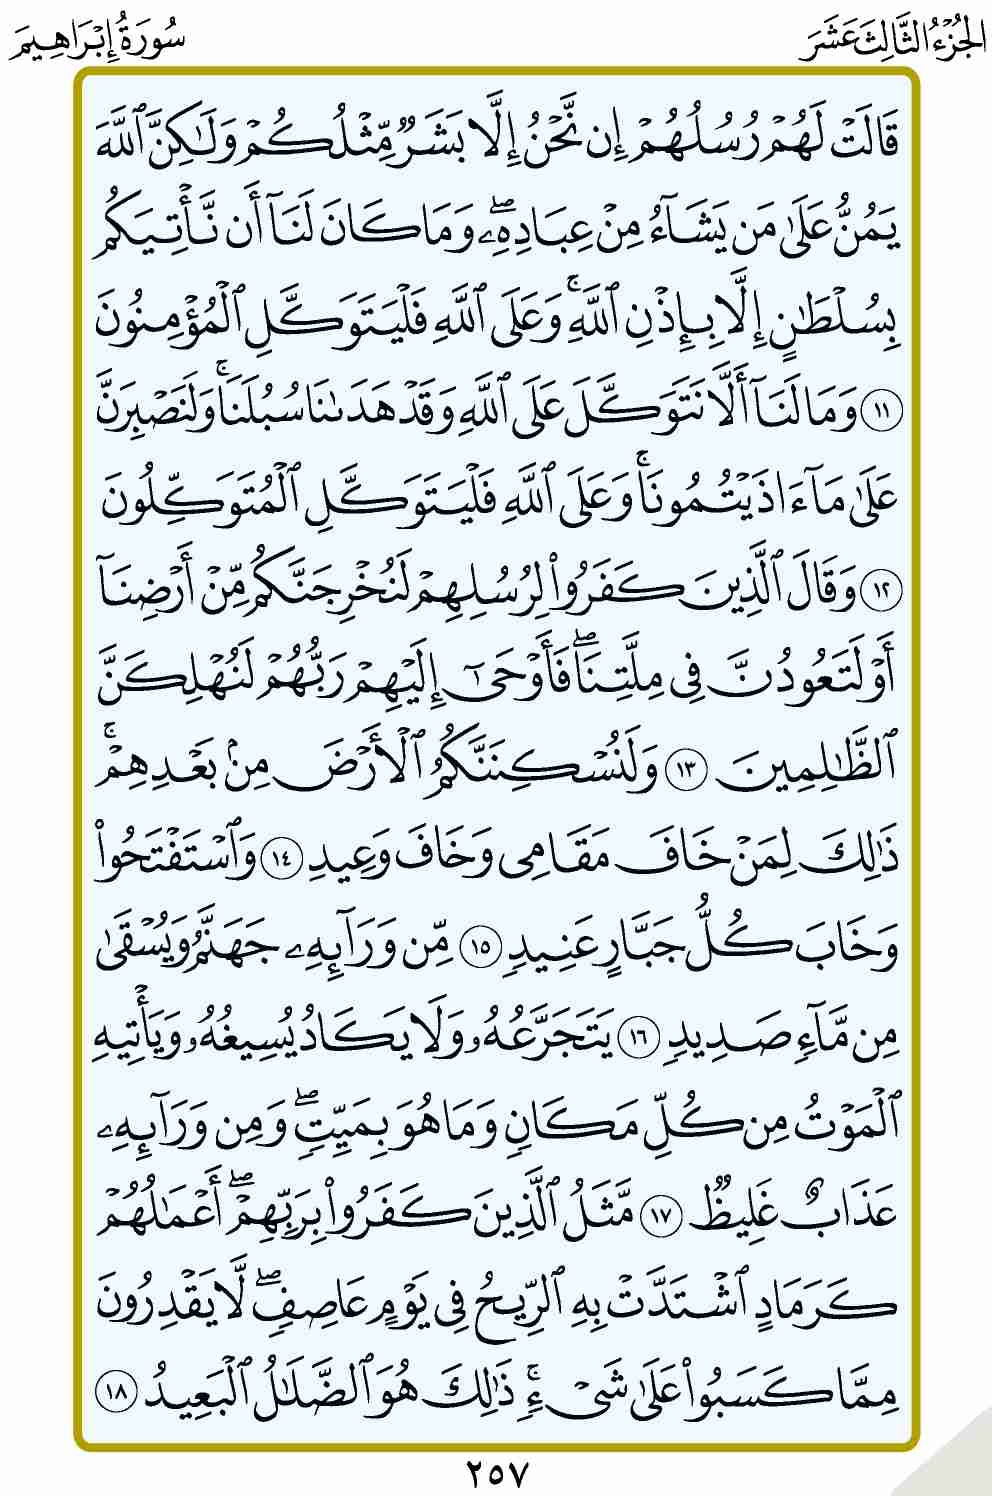 الجُزْءُ الثَّالِثَ عَشَرَ
سُورَةُ إِبْرَاهِيمَ
قَالَتْ لَهُمْ رُسُلُهُمْ إِن نَّحْنُ إِلَّا بَشَرٌ مِّثْلُكُمْ وَلَٰكِنَّ ٱللَّهَ
يَمُنُّ عَلَىٰ مَن يَشَآءُ مِنْ عِبَادِهِۦۖ وَمَا كَانَ لَنَآ أَن نَّأْتِيَكُم
بِسُلْطَٰنٍ إِلَّا بِإِذْنِ ٱللَّهِۚ وَعَلَى ٱللَّهِ فَلْيَتَوَكَّلِ ٱلْمُؤْمِنُونَ
١١ وَمَا لَنَآ أَلَّا نَتَوَكَّلَ عَلَى ٱللَّهِ وَقَدْ هَدَىٰنَا سُبُلَنَاۚ وَلَنَصْبِرَنَّ
عَلَىٰ مَآ ءَاذَيْتُمُونَاۚ وَعَلَى ٱللَّهِ فَلْيَتَوَكَّلِ ٱلْمُتَوَكِّلُونَ
١٢ وَقَالَ ٱلَّذِينَ كَفَرُوا۟ لِرُسُلِهِمْ لَنُخْرِجَنَّكُم مِّنْ أَرْضِنَآ
أَوْ لَتَعُودُنَّ فِى مِلَّتِنَاۖ فَأَوْحَىٰٓ إِلَيْهِمْ رَبُّهُمْ لَنُهْلِكَنَّ
ٱلظَّٰلِمِينَ ١٣ وَلَنُسْكِنَنَّكُمُ ٱلْأَرْضَ مِنۢ بَعْدِهِمْۚ
ذَٰلِكَ لِمَنْ خَافَ مَقَامِى وَخَافَ وَعِيدِ ١٤ وَٱسْتَفْتَحُوا۟
وَخَابَ كُلُّ جَبَّارٍ عَنِيدٍ ١٥ مِّن وَرَآئِهِۦ جَهَنَّمُ وَيُسْقَىٰ
مِن مَّآءٍ صَدِيدٍ ١٦ يَتَجَرَّعُهُۥ وَلَا يَكَادُ يُسِيغُهُۥ وَيَأْتِيهِ
ٱلْمَوْتُ مِن كُلِّ مَكَانٍ وَمَا هُوَ بِمَيِّتٍۖ وَمِن وَرَآئِهِۦ
عَذَابٌ غَلِيظٌ ١٧ مَّثَلُ ٱلَّذِينَ كَفَرُوا۟ بِرَبِّهِمْۖ أَعْمَٰلُهُمْ
كَرَمَادٍ ٱشْتَدَّتْ بِهِ ٱلرِّيحُ فِى يَوْمٍ عَاصِفٍۖ لَّا يَقْدِرُونَ
مِمَّا كَسَبُوا۟ عَلَىٰ شَىْءٍۚ ذَٰلِكَ هُوَ ٱلضَّلَٰلُ ٱلْبَعِيدُ ١٨
٢٥٧